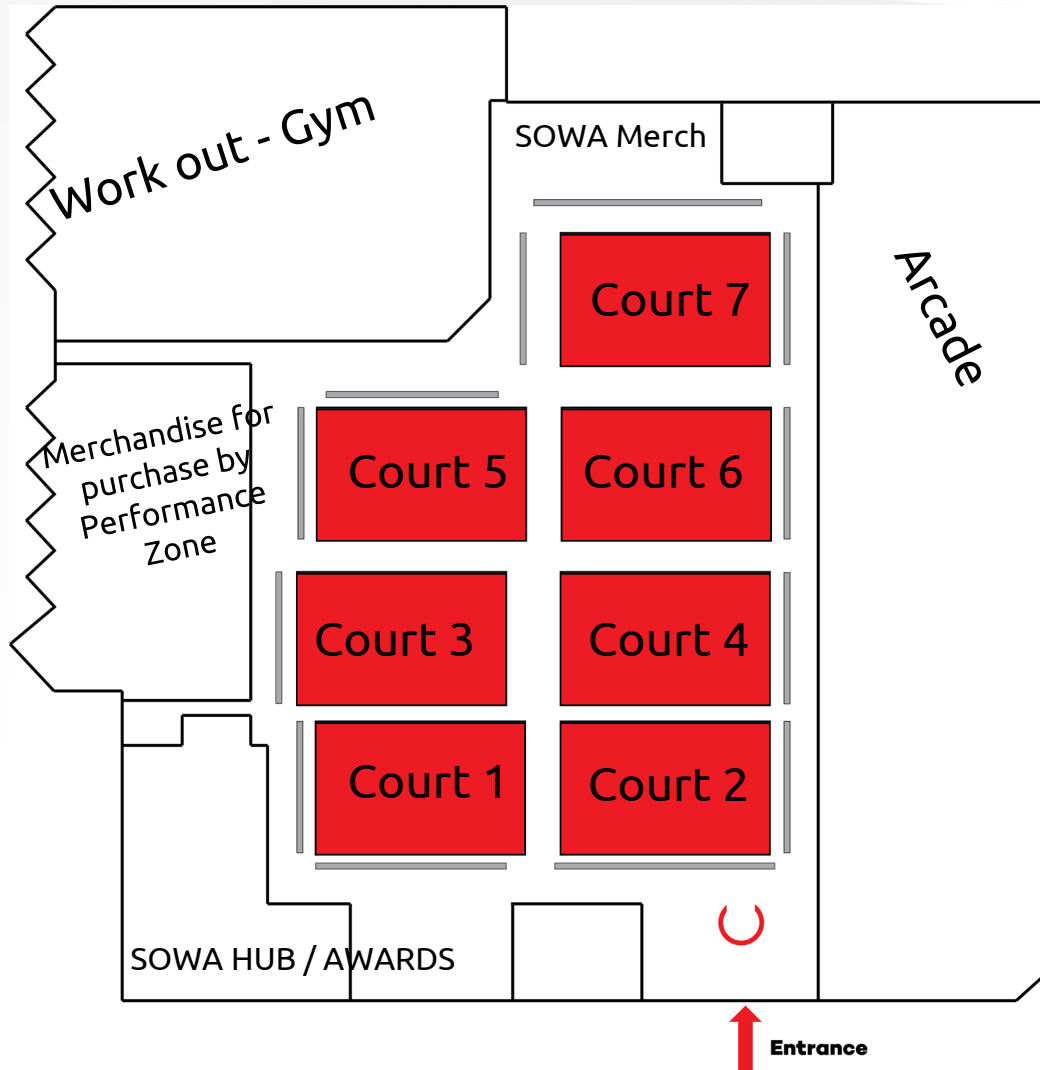 Work out - Gym
SOWA Merch
Arcade
Court 7
Merchandise for
purchase by
Performance
Zone
Court 5
Court 6
Court 3
Court 4
Court 1
Court 2
SOWA HUB / AWARDS
Entrance